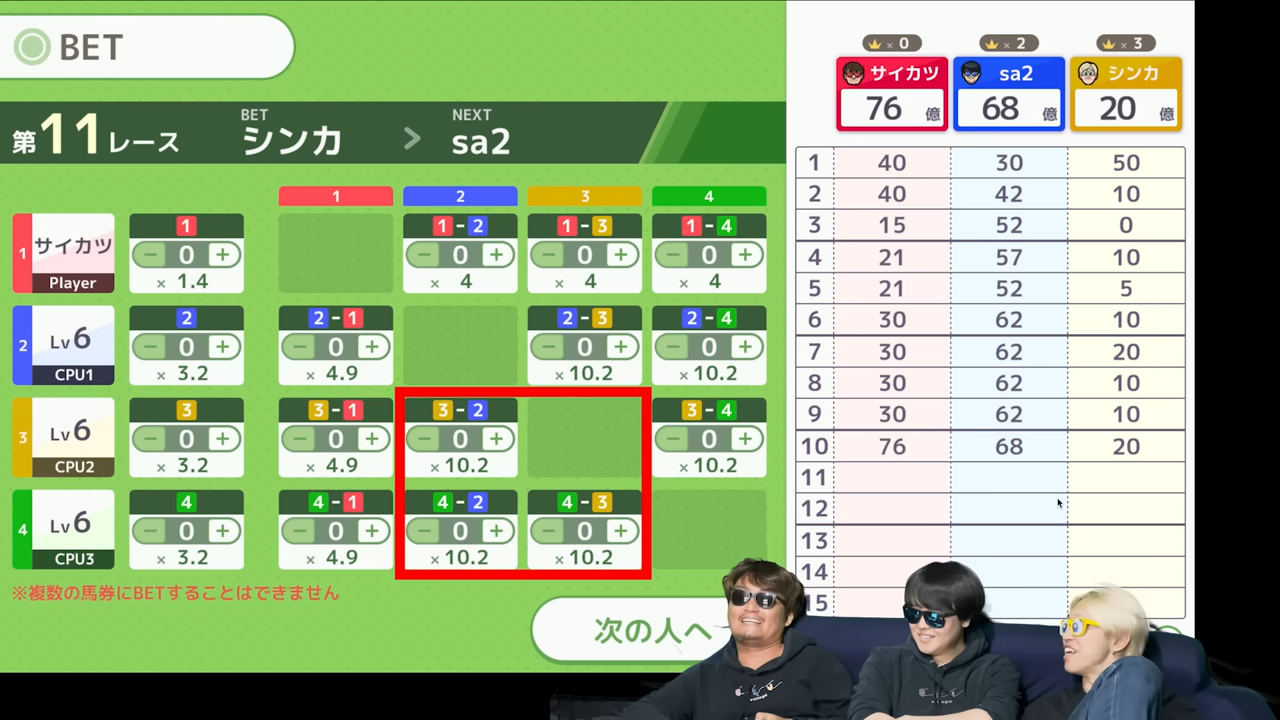 BET
第11レース BET シンカ > NEXT sa2
1 2 3 4
1 サイカツ Player 1 − 0 + × 1.4 1-2 − 0 + × 4 1-3 − 0 + × 4 1-4 − 0 + × 4
2 Lv6 CPU1 2 − 0 + × 3.2 2-1 − 0 + × 4.9 2-3 − 0 + × 10.2 2-4 − 0 + × 10.2
3 Lv6 CPU2 3 − 0 + × 3.2 3-1 − 0 + × 4.9 3-2 − 0 + × 10.2 3-4 − 0 + × 10.2
4 Lv6 CPU3 4 − 0 + × 3.2 4-1 − 0 + × 4.9 4-2 − 0 + × 10.2 4-3 − 0 + × 10.2
※複数の馬券にBETすることはできません
次の人へ
× 0 × 2 × 3
サイカツ sa2 シンカ
76 億 68 億 20 億
1 40 30 50
2 40 42 10
3 15 52 0
4 21 57 10
5 21 52 5
6 30 62 10
7 30 62 20
8 30 62 10
9 30 62 10
10 76 68 20
11
12
13
14
15